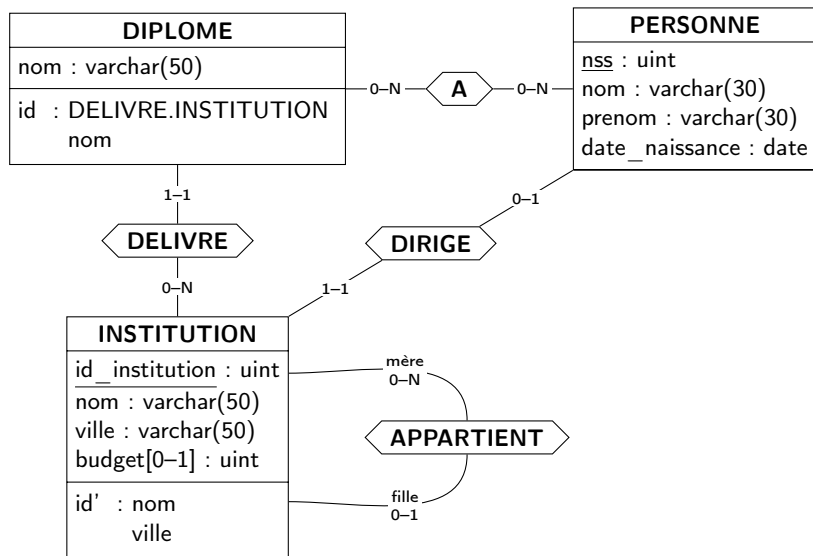 DIPLOME
nom : varchar(50)
id : DELIVRE.INSTITUTION
nom
0–N
A
0–N
PERSONNE
nss : uint
nom : varchar(30)
prenom : varchar(30)
date_naissance : date
1–1
DELIVRE
0–N
0–1
DIRIGE
1–1
INSTITUTION
id_institution : uint
nom : varchar(50)
ville : varchar(50)
budget[0–1] : uint
id' : nom
ville
mère
0–N
APPARTIENT
fille
0–1